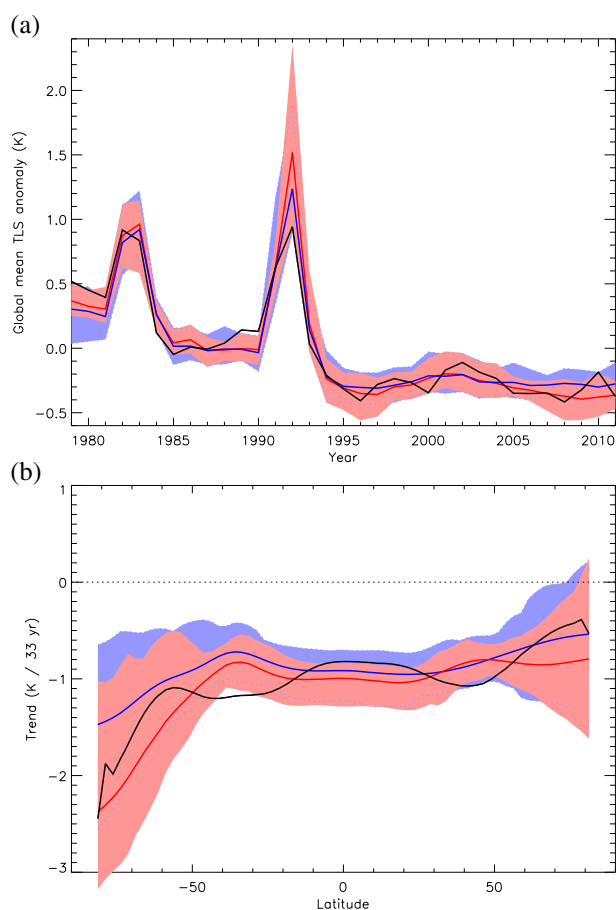 (a)
Global mean TLS anomaly (K)
2.0
1.5
1.0
0.5
0.0
−0.5
1980 1985 1990 1995 2000 2005 2010
Year
(b)
Trend (K / 33 yr)
1
0
−1
−2
−3
−50 0 50
Latitude